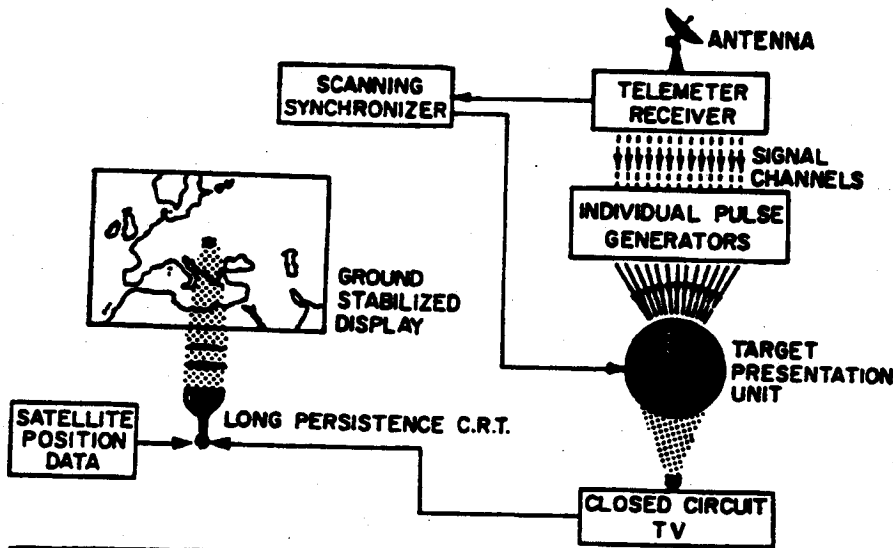 ANTENNA
SCANNING
SYNCHRONIZER
TELEMETER
RECEIVER
SIGNAL
CHANNELS
INDIVIDUAL PULSE
GENERATORS
GROUND
STABILIZED
DISPLAY
TARGET
PRESENTATION
UNIT
SATELLITE
POSITION
DATA
LONG PERSISTENCE C.R.T.
CLOSED CIRCUIT
TV